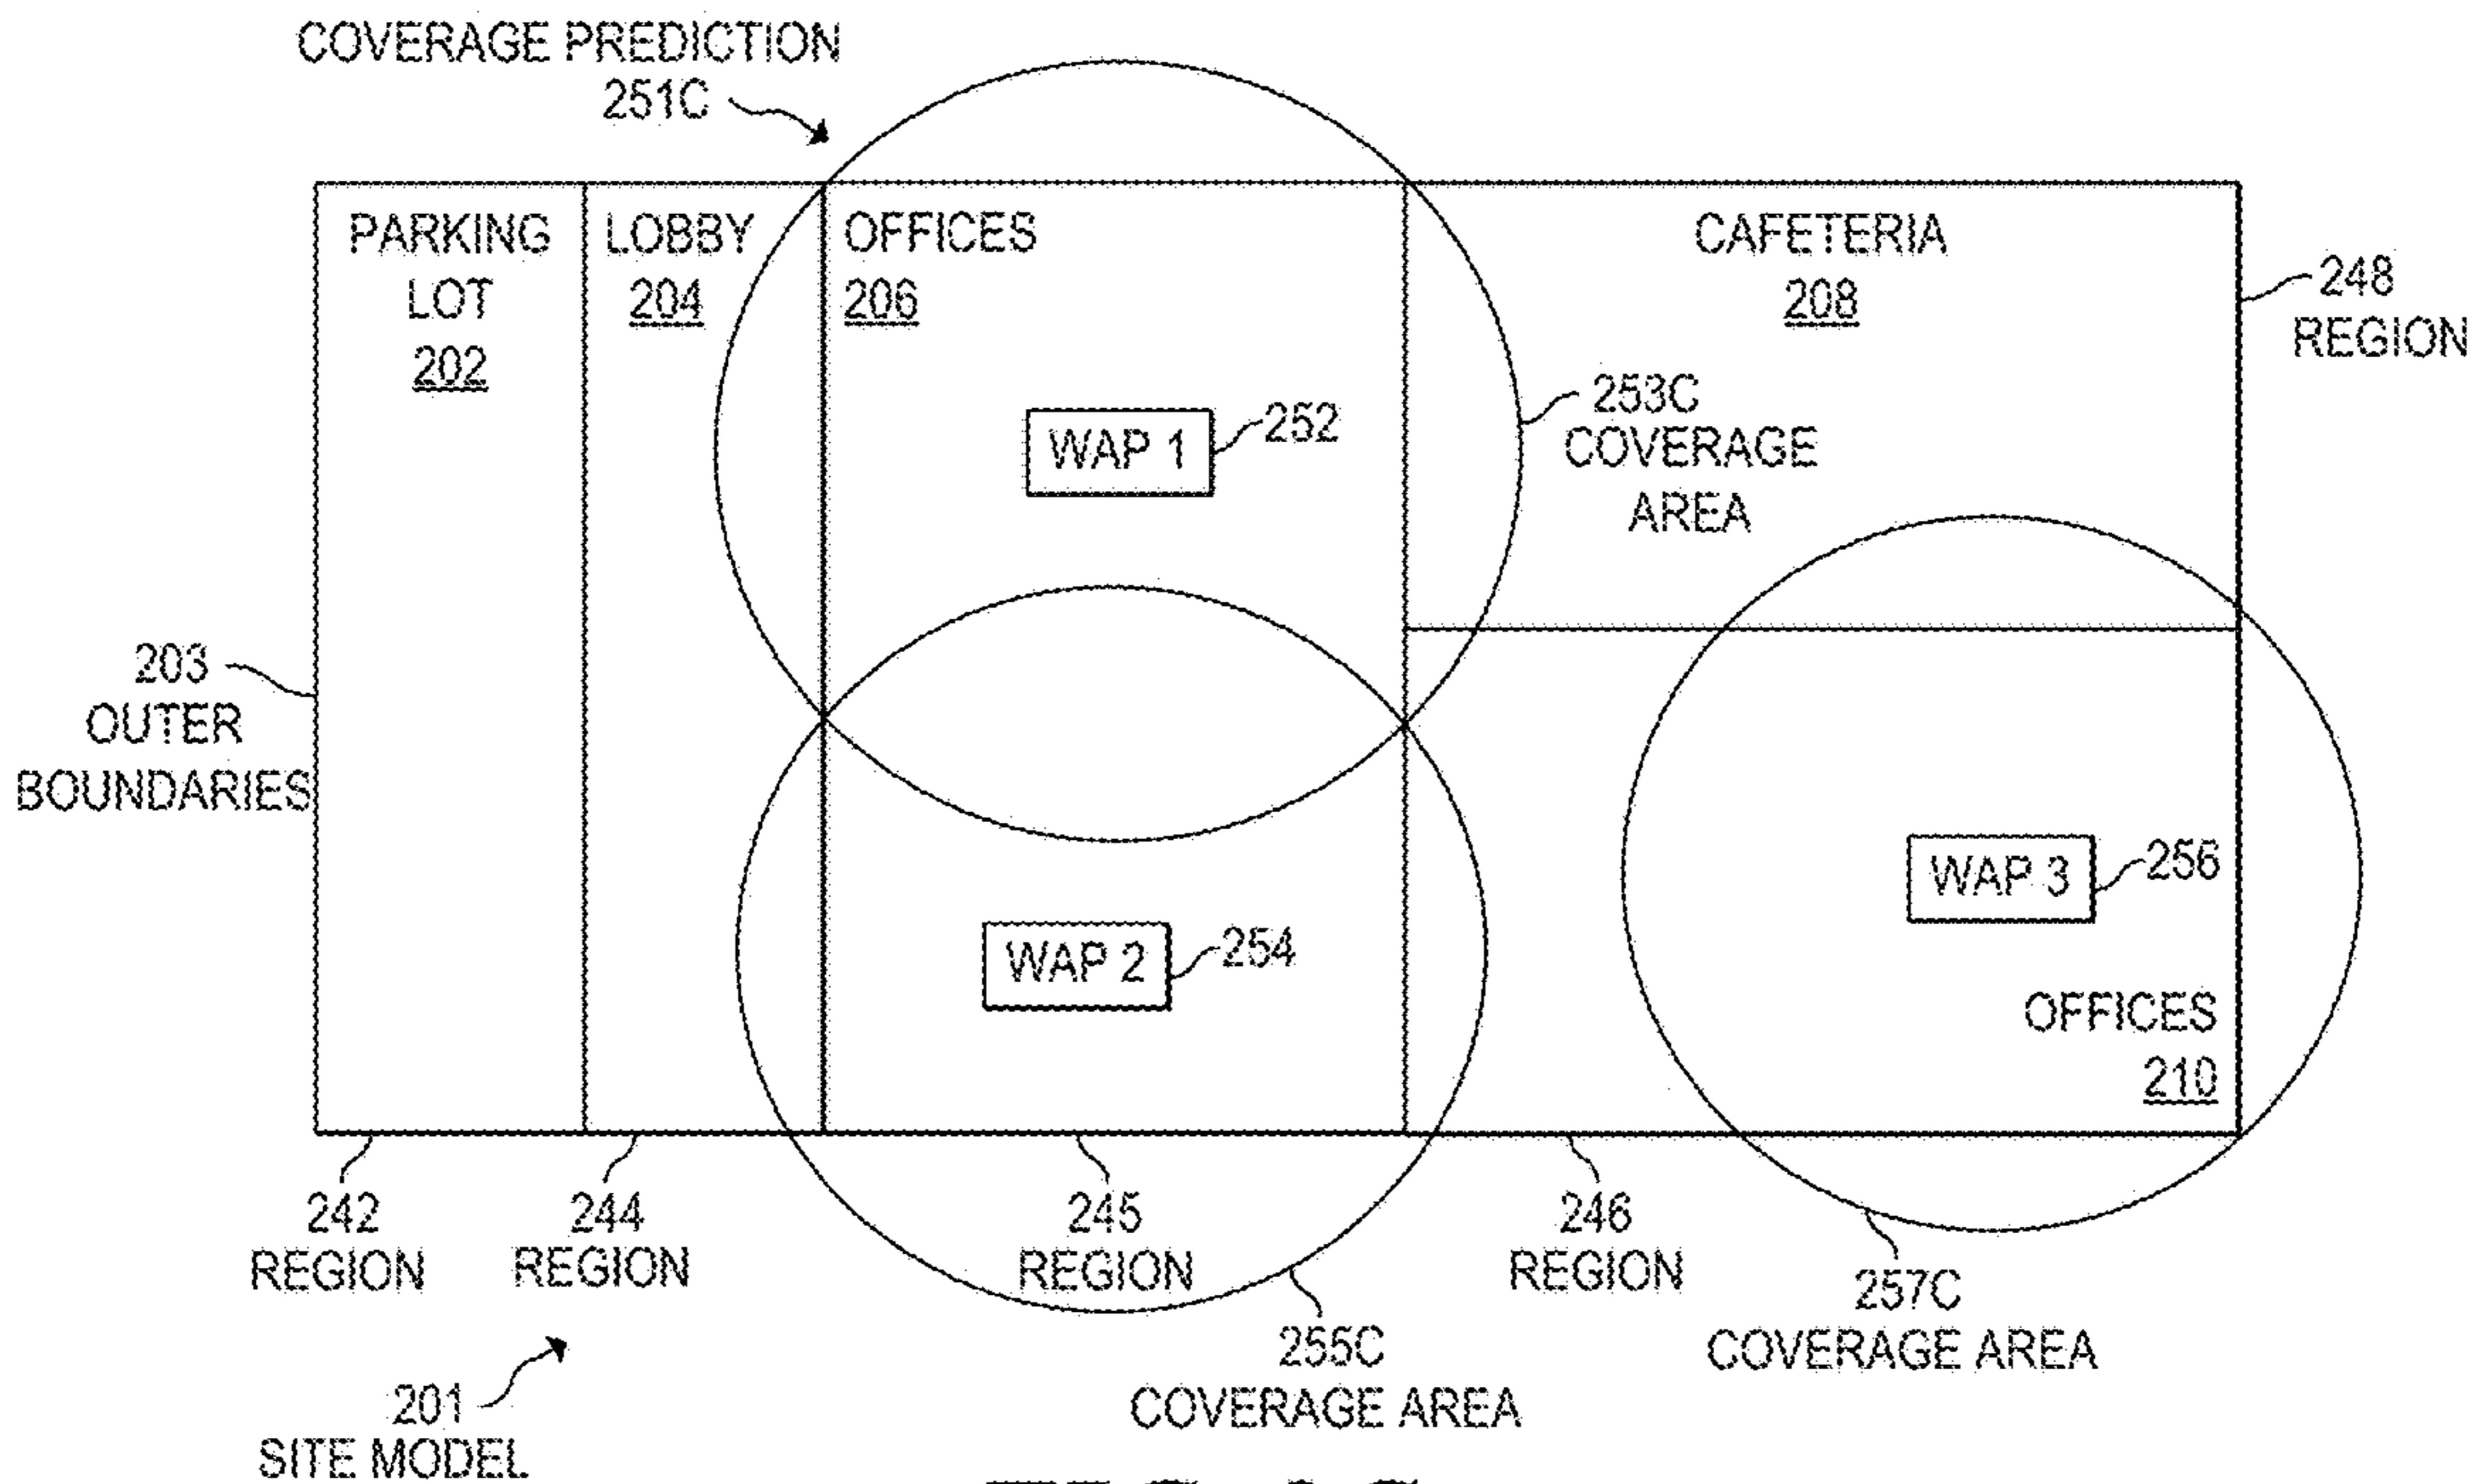 COVERAGE PREDICTION
251C
PARKING
LOT
202
LOBBY
204
OFFICES
206
CAFETERIA
208
248
REGION
253C
COVERAGE
AREA
WAP 1
252
203
OUTER
BOUNDARIES
WAP 2
254
WAP 3
256
OFFICES
210
242
REGION
244
REGION
245
REGION
246
REGION
257C
COVERAGE AREA
255C
COVERAGE AREA
201
SITE MODEL